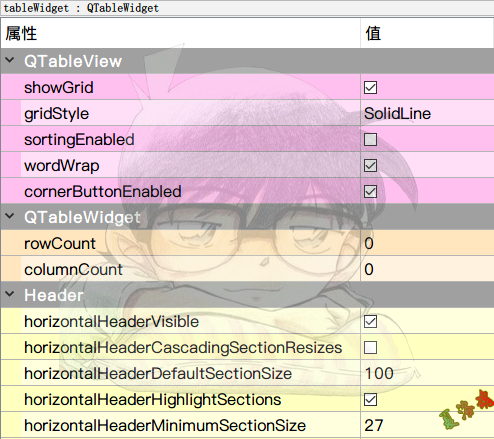 tableWidget : QTableWidget
属性 值
QTableView
showGrid
gridStyle SolidLine
sortingEnabled
wordWrap
cornerButtonEnabled
QTableWidget
rowCount 0
columnCount 0
Header
horizontalHeaderVisible
horizontalHeaderCascadingSectionResizes
horizontalHeaderDefaultSectionSize 100
horizontalHeaderHighlightSections
horizontalHeaderMinimumSectionSize 27